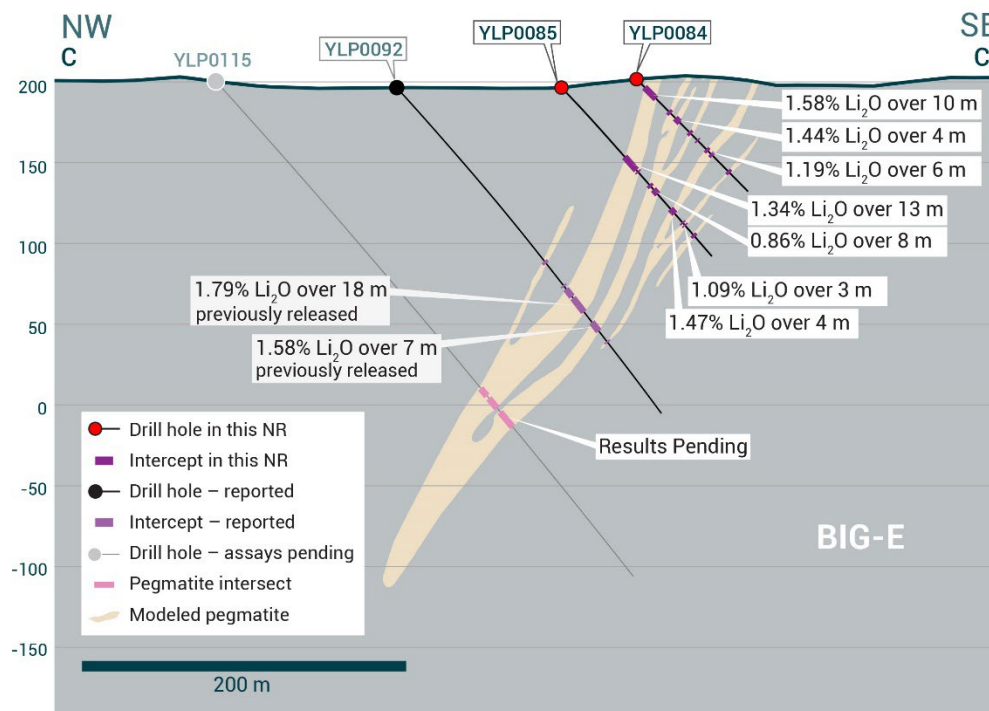 NW
C
SE
C
YLP0115
YLP0092
YLP0085
YLP0084
200
150
100
50
0
-50
-100
-150
1.58% Li₂O over 10 m
1.44% Li₂O over 4 m
1.19% Li₂O over 6 m
1.34% Li₂O over 13 m
0.86% Li₂O over 8 m
1.09% Li₂O over 3 m
1.47% Li₂O over 4 m
1.79% Li₂O over 18 m
previously released
1.58% Li₂O over 7 m
previously released
Results Pending
Drill hole in this NR
Intercept in this NR
Drill hole – reported
Intercept – reported
Drill hole – assays pending
Pegmatite intersect
Modeled pegmatite
BIG-E
200 m